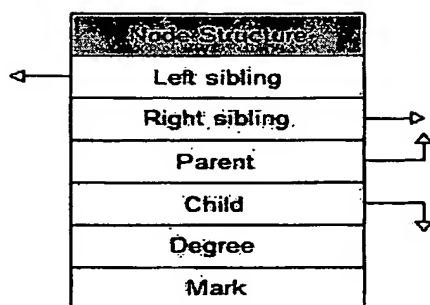 Node Structure
Left sibling
Right sibling
Parent
Child
Degree
Mark